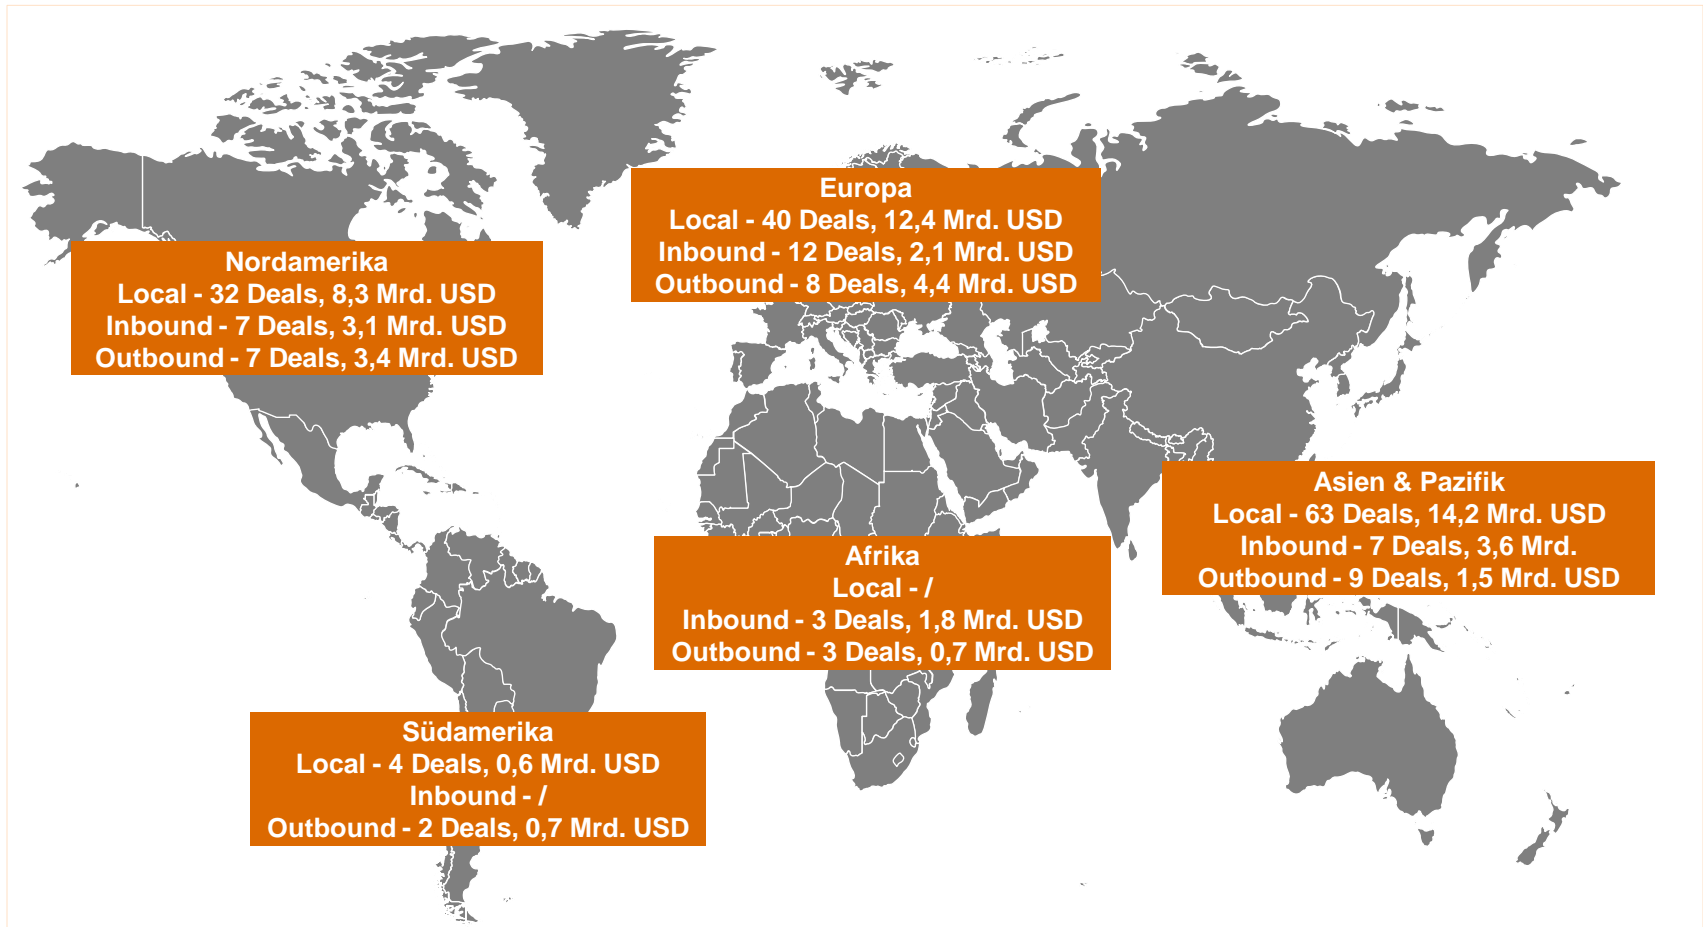 Europa
Local - 40 Deals, 12,4 Mrd. USD
Inbound - 12 Deals, 2,1 Mrd. USD
Outbound - 8 Deals, 4,4 Mrd. USD
Nordamerika
Local - 32 Deals, 8,3 Mrd. USD
Inbound - 7 Deals, 3,1 Mrd. USD
Outbound - 7 Deals, 3,4 Mrd. USD
Asien & Pazifik
Local - 63 Deals, 14,2 Mrd. USD
Inbound - 7 Deals, 3,6 Mrd.
Outbound - 9 Deals, 1,5 Mrd. USD
Afrika
Local - /
Inbound - 3 Deals, 1,8 Mrd. USD
Outbound - 3 Deals, 0,7 Mrd. USD
Südamerika
Local - 4 Deals, 0,6 Mrd. USD
Inbound - /
Outbound - 2 Deals, 0,7 Mrd. USD